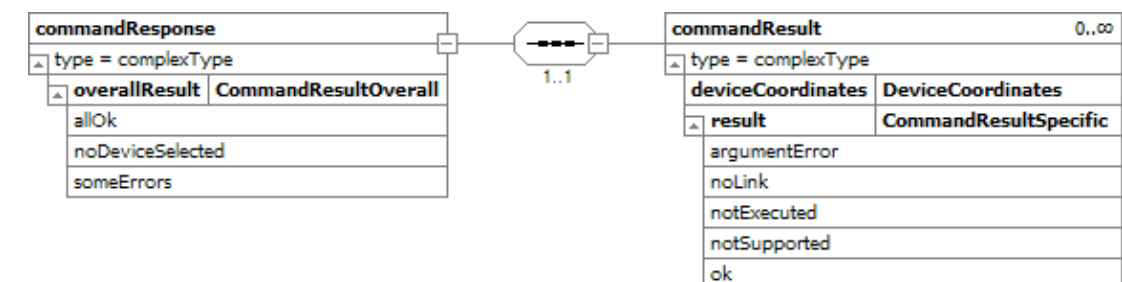 commandResponse
type = complexType
overallResult CommandResultOverall
allOk
noDeviceSelected
someErrors
1..1
commandResult 0..∞
type = complexType
deviceCoordinates DeviceCoordinates
result CommandResultSpecific
argumentError
noLink
notExecuted
notSupported
ok